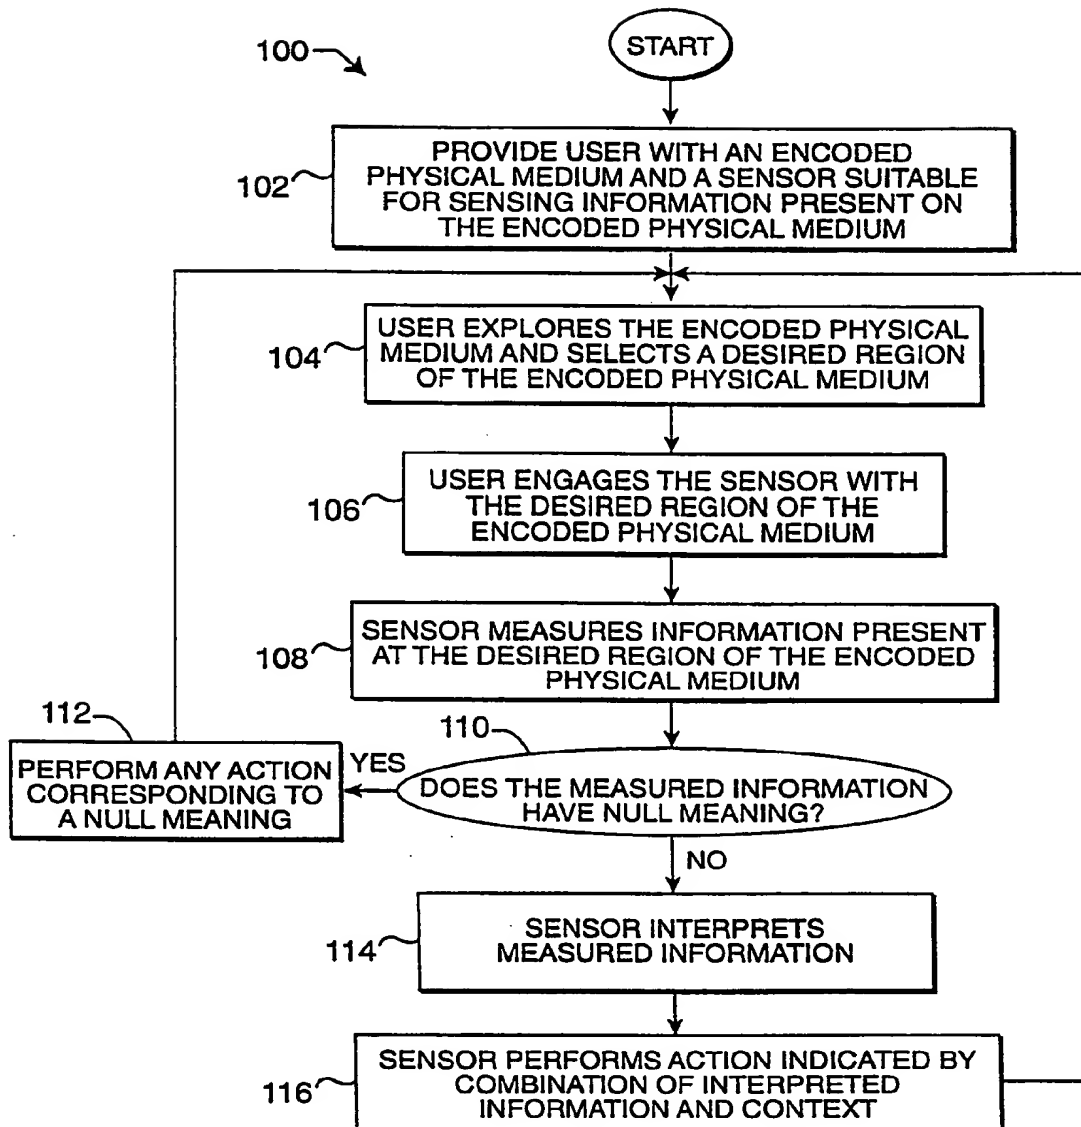 START
100
PROVIDE USER WITH AN ENCODED
PHYSICAL MEDIUM AND A SENSOR SUITABLE
FOR SENSING INFORMATION PRESENT ON
THE ENCODED PHYSICAL MEDIUM
102
USER EXPLORES THE ENCODED PHYSICAL
MEDIUM AND SELECTS A DESIRED REGION
OF THE ENCODED PHYSICAL MEDIUM
104
USER ENGAGES THE SENSOR WITH
THE DESIRED REGION OF THE
ENCODED PHYSICAL MEDIUM
106
SENSOR MEASURES INFORMATION PRESENT
AT THE DESIRED REGION OF THE ENCODED
PHYSICAL MEDIUM
108
110
DOES THE MEASURED INFORMATION
HAVE NULL MEANING?
YES
112
PERFORM ANY ACTION
CORRESPONDING TO
A NULL MEANING
NO
SENSOR INTERPRETS
MEASURED INFORMATION
114
SENSOR PERFORMS ACTION INDICATED BY
COMBINATION OF INTERPRETED
INFORMATION AND CONTEXT
116